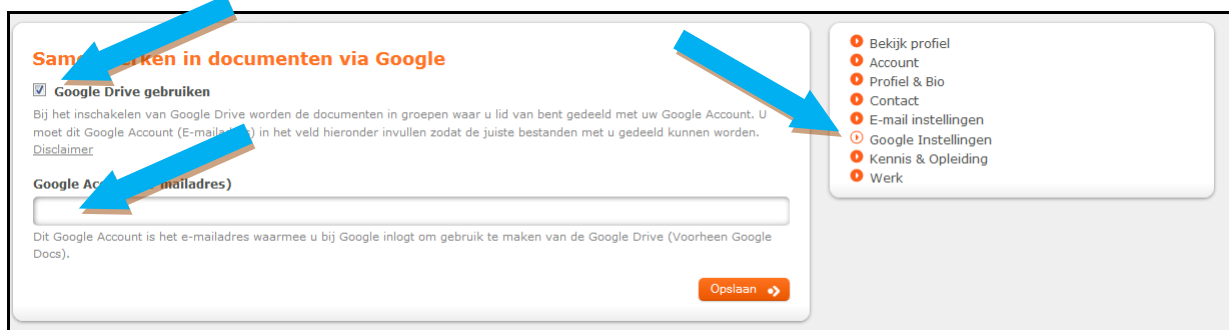 Same rken in documenten via Google
Google Drive gebruiken
Bij het inschakelen van Google Drive worden de documenten in groepen waar u lid van bent gedeeld met uw Google Account. U
moet dit Google Account (E-mailad s) in het veld hieronder invullen zodat de juiste bestanden met u gedeeld kunnen worden.
Disclaimer
Google Ac mailadres)
Dit Google Account is het e-mailadres waarmee u bij Google inlogt om gebruik te maken van de Google Drive (Voorheen Google
Docs).
Opslaan
Bekijk profiel
Account
Profiel & Bio
Contact
E-mail instellingen
Google Instellingen
Kennis & Opleiding
Werk